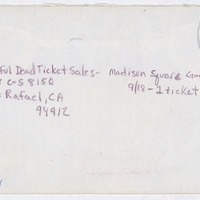 ful Dead Ticket Sales- Madison Square
C-S 8150 9/18-1 ticket
Rafael, CA
94912